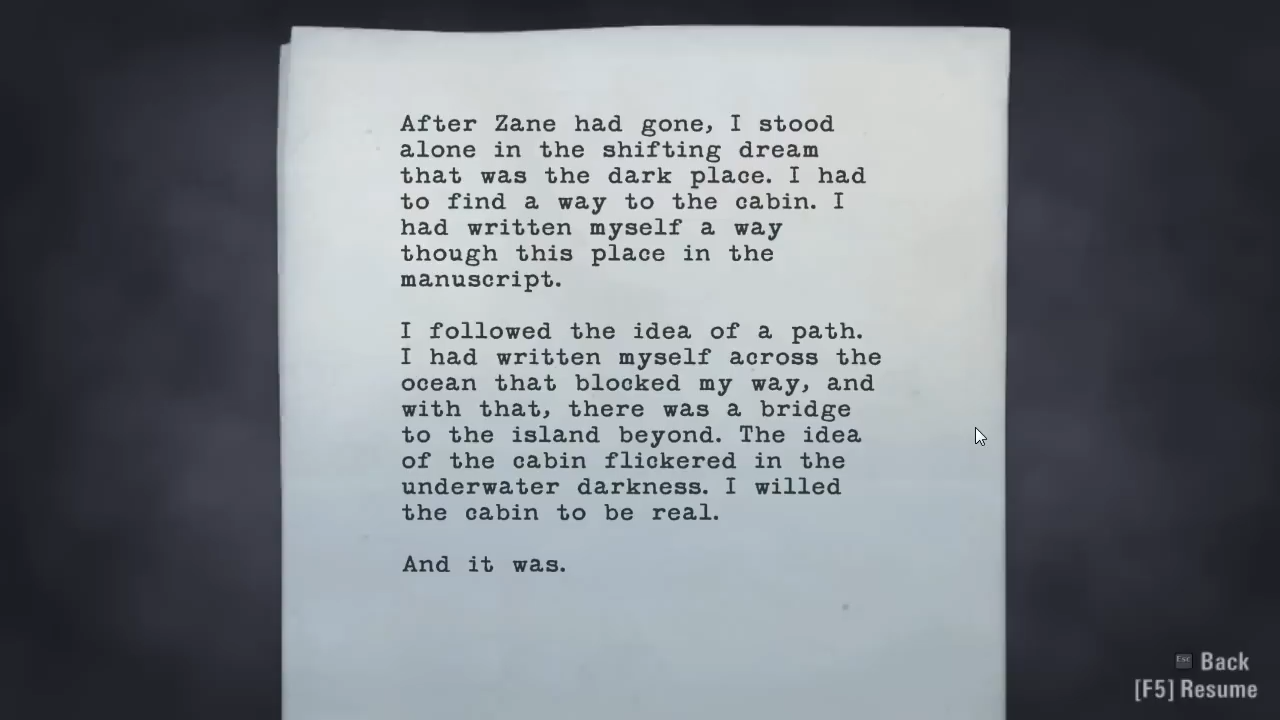 After Zane had gone, I stood
alone in the shifting dream
that was the dark place. I had
to find a way to the cabin. I
had written myself a way
though this place in the
manuscript.
I followed the idea of a path.
I had written myself across the
ocean that blocked my way, and
with that, there was a bridge
to the island beyond. The idea
of the cabin flickered in the
underwater darkness. I willed
the cabin to be real.
And it was.
Esc Back
[F5] Resume